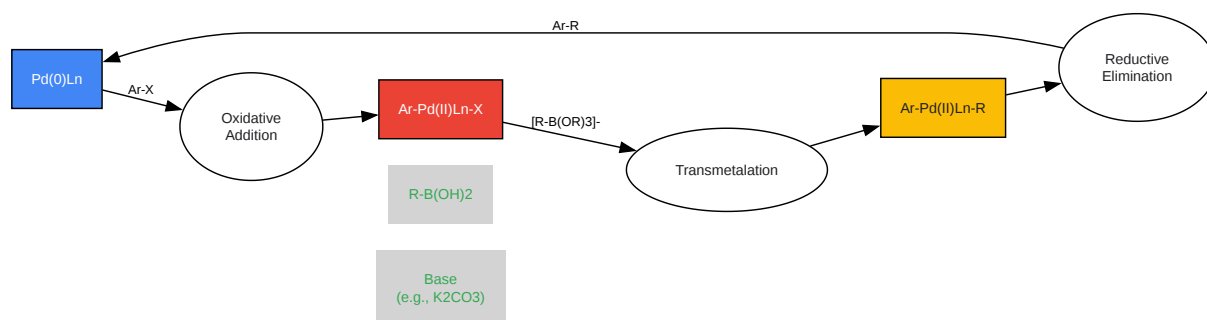 Ar-R
Pd(0)Ln
Ar-X
Oxidative
Addition
Ar-Pd(II)Ln-X
[R-B(OR)3]-
Transmetalation
Ar-Pd(II)Ln-R
Reductive
Elimination
R-B(OH)2
Base
(e.g., K2CO3)